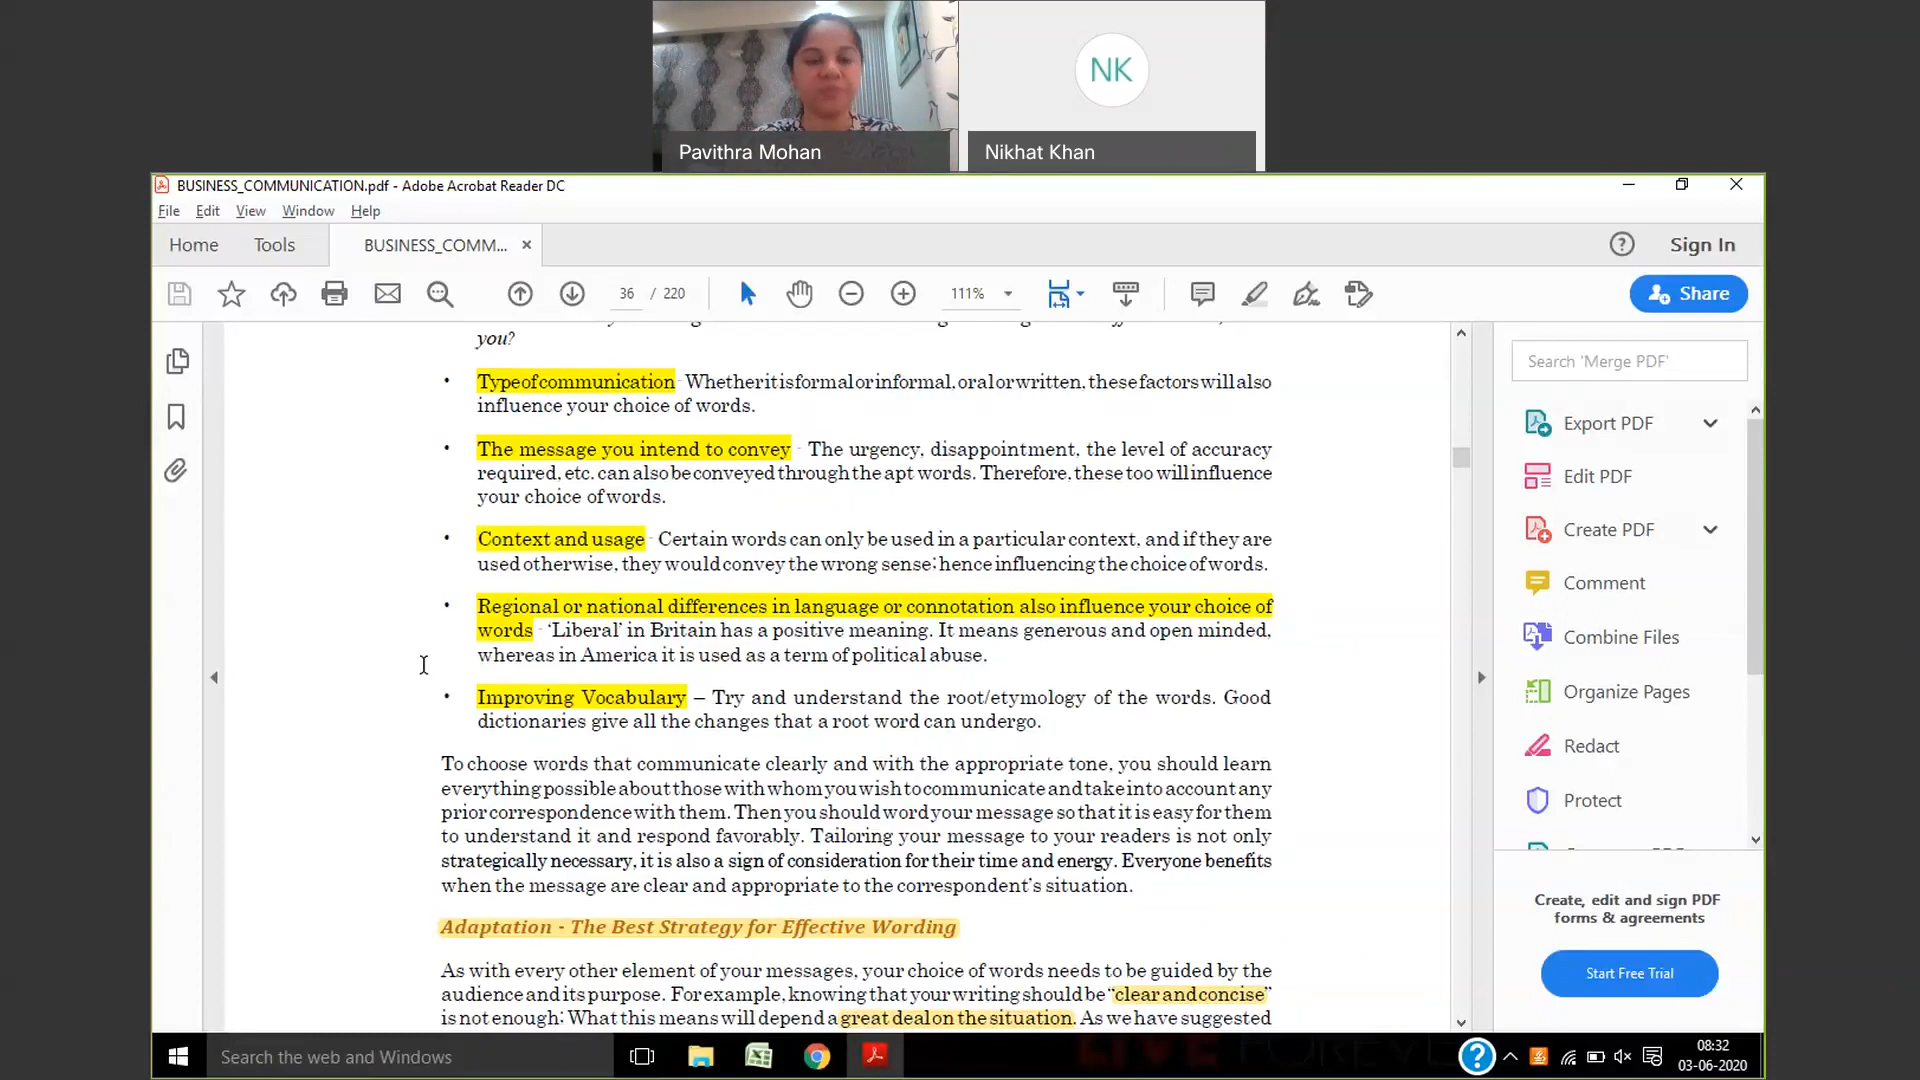 NK
Pavithra Mohan
Nikhat Khan
BUSINESS_COMMUNICATION.pdf - Adobe Acrobat Reader DC
File Edit View Window Help
Home Tools BUSINESS_COMM... ×
Sign In
36 / 220
111%
Share
you?
• Type of communication - Whether it is formal or informal, oral or written, these factors will also
influence your choice of words.
• The message you intend to convey - The urgency, disappointment, the level of accuracy
required, etc. can also be conveyed through the apt words. Therefore, these too will influence
your choice of words.
• Context and usage - Certain words can only be used in a particular context, and if they are
used otherwise, they would convey the wrong sense; hence influencing the choice of words.
• Regional or national differences in language or connotation also influence your choice of
words - ‘Liberal’ in Britain has a positive meaning. It means generous and open minded,
whereas in America it is used as a term of political abuse.
• Improving Vocabulary – Try and understand the root/etymology of the words. Good
dictionaries give all the changes that a root word can undergo.
To choose words that communicate clearly and with the appropriate tone, you should learn
everything possible about those with whom you wish to communicate and take into account any
prior correspondence with them. Then you should word your message so that it is easy for them
to understand it and respond favorably. Tailoring your message to your readers is not only
strategically necessary, it is also a sign of consideration for their time and energy. Everyone benefits
when the message are clear and appropriate to the correspondent’s situation.
Adaptation - The Best Strategy for Effective Wording
As with every other element of your messages, your choice of words needs to be guided by the
audience and its purpose. For example, knowing that your writing should be “clear and concise”
is not enough; What this means will depend a great deal on the situation. As we have suggested
Search 'Merge PDF'
Export PDF
Edit PDF
Create PDF
Comment
Combine Files
Organize Pages
Redact
Protect
Create, edit and sign PDF
forms & agreements
Start Free Trial
Search the web and Windows
08:32
03-06-2020